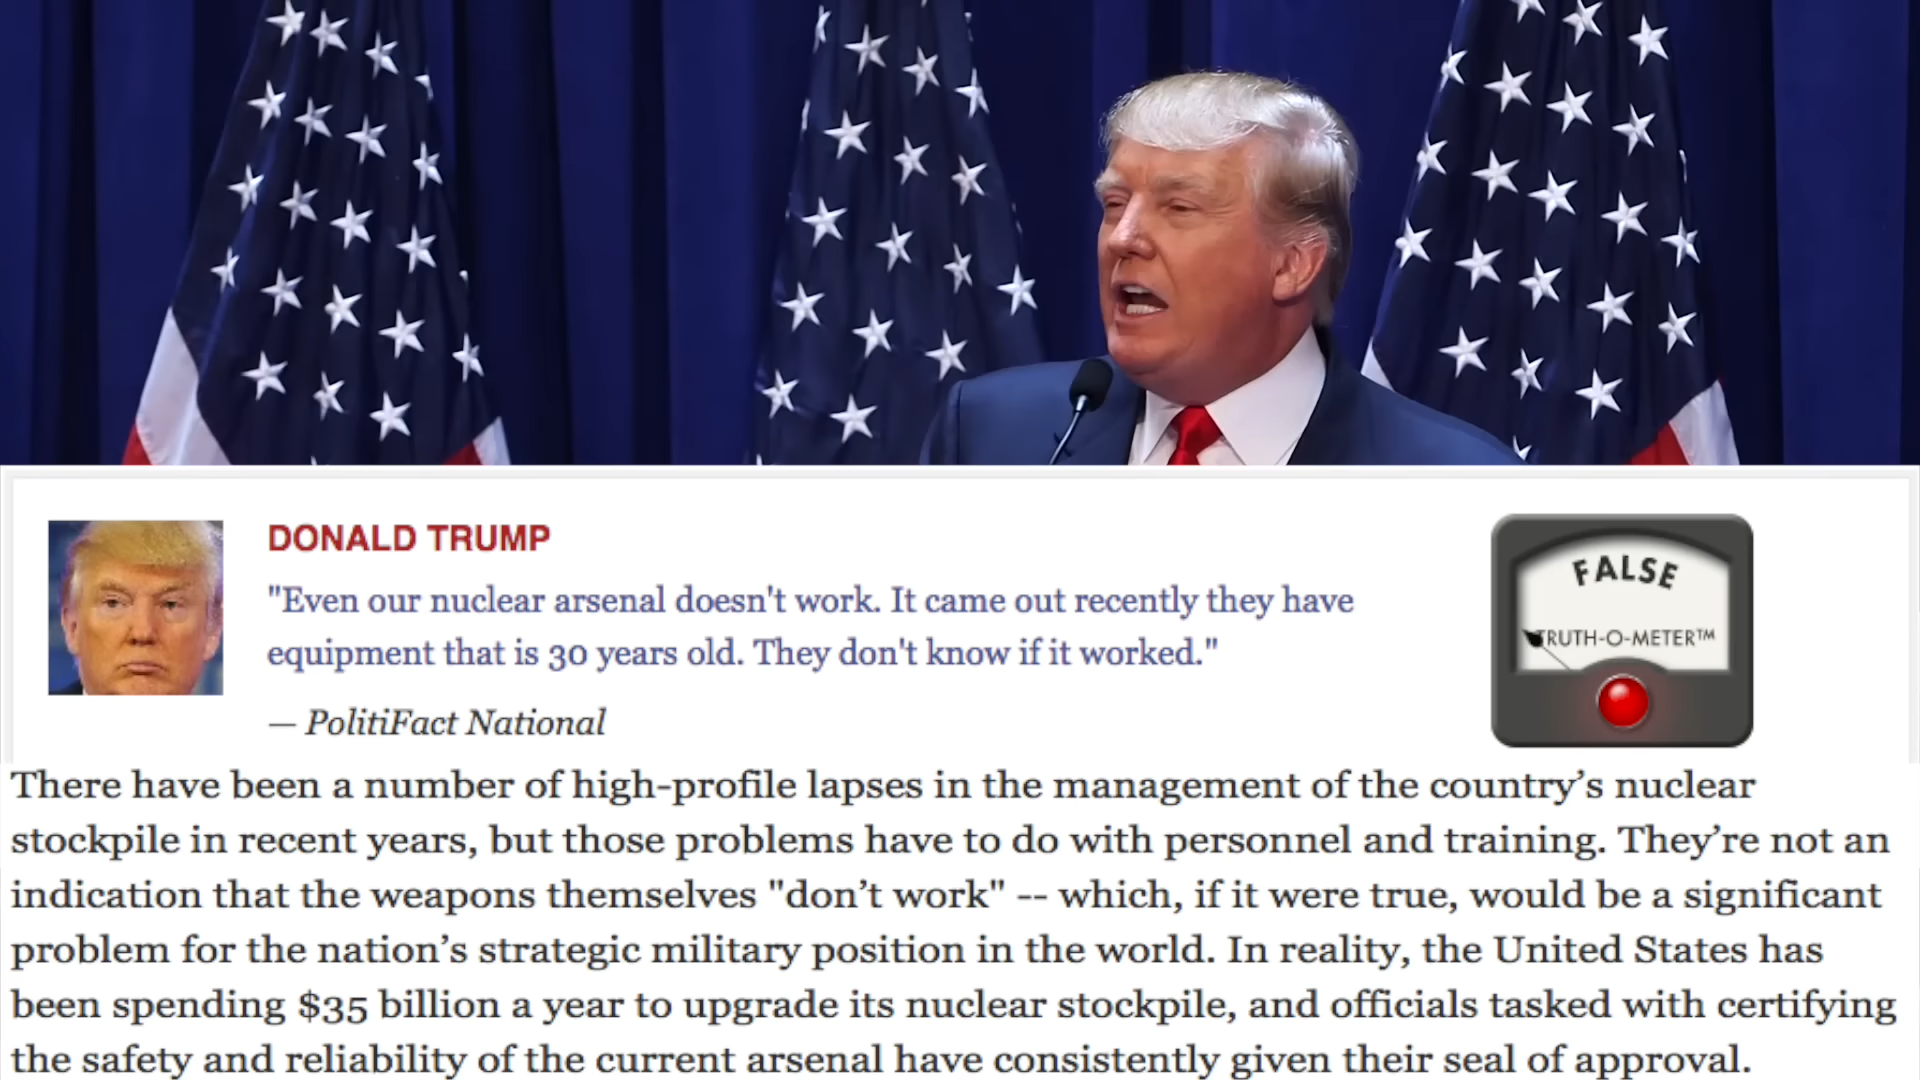 DONALD TRUMP
"Even our nuclear arsenal doesn't work. It came out recently they have
equipment that is 30 years old. They don't know if it worked."
— PolitiFact National
FALSE
TRUTH-O-METER™
There have been a number of high-profile lapses in the management of the country’s nuclear
stockpile in recent years, but those problems have to do with personnel and training. They’re not an
indication that the weapons themselves "don’t work" -- which, if it were true, would be a significant
problem for the nation’s strategic military position in the world. In reality, the United States has
been spending $35 billion a year to upgrade its nuclear stockpile, and officials tasked with certifying
the safety and reliability of the current arsenal have consistently given their seal of approval.